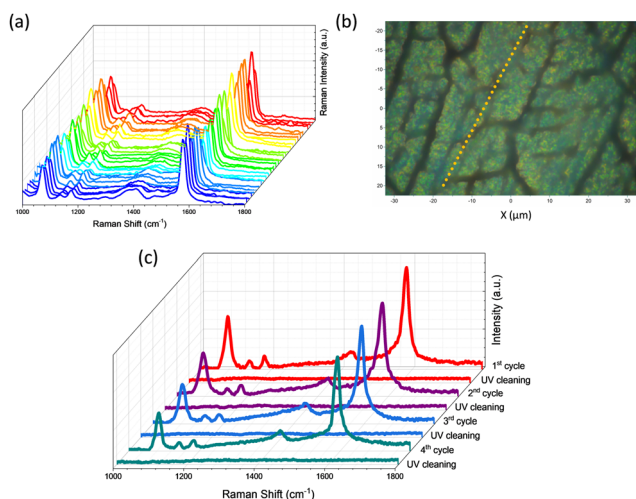 (a)
Raman Intensity (a.u.)
1000 1200 1400 1600 1800
Raman Shift (cm-1)
(b)
-20
-15
-10
-5
0
5
10
15
20
-30 -20 -10 0 10 20 30
X (μm)
(c)
Intensity (a.u.)
1st cycle
UV cleaning
2nd cycle
UV cleaning
3rd cycle
UV cleaning
4th cycle
UV cleaning
1000 1200 1400 1600 1800
Raman Shift (cm-1)